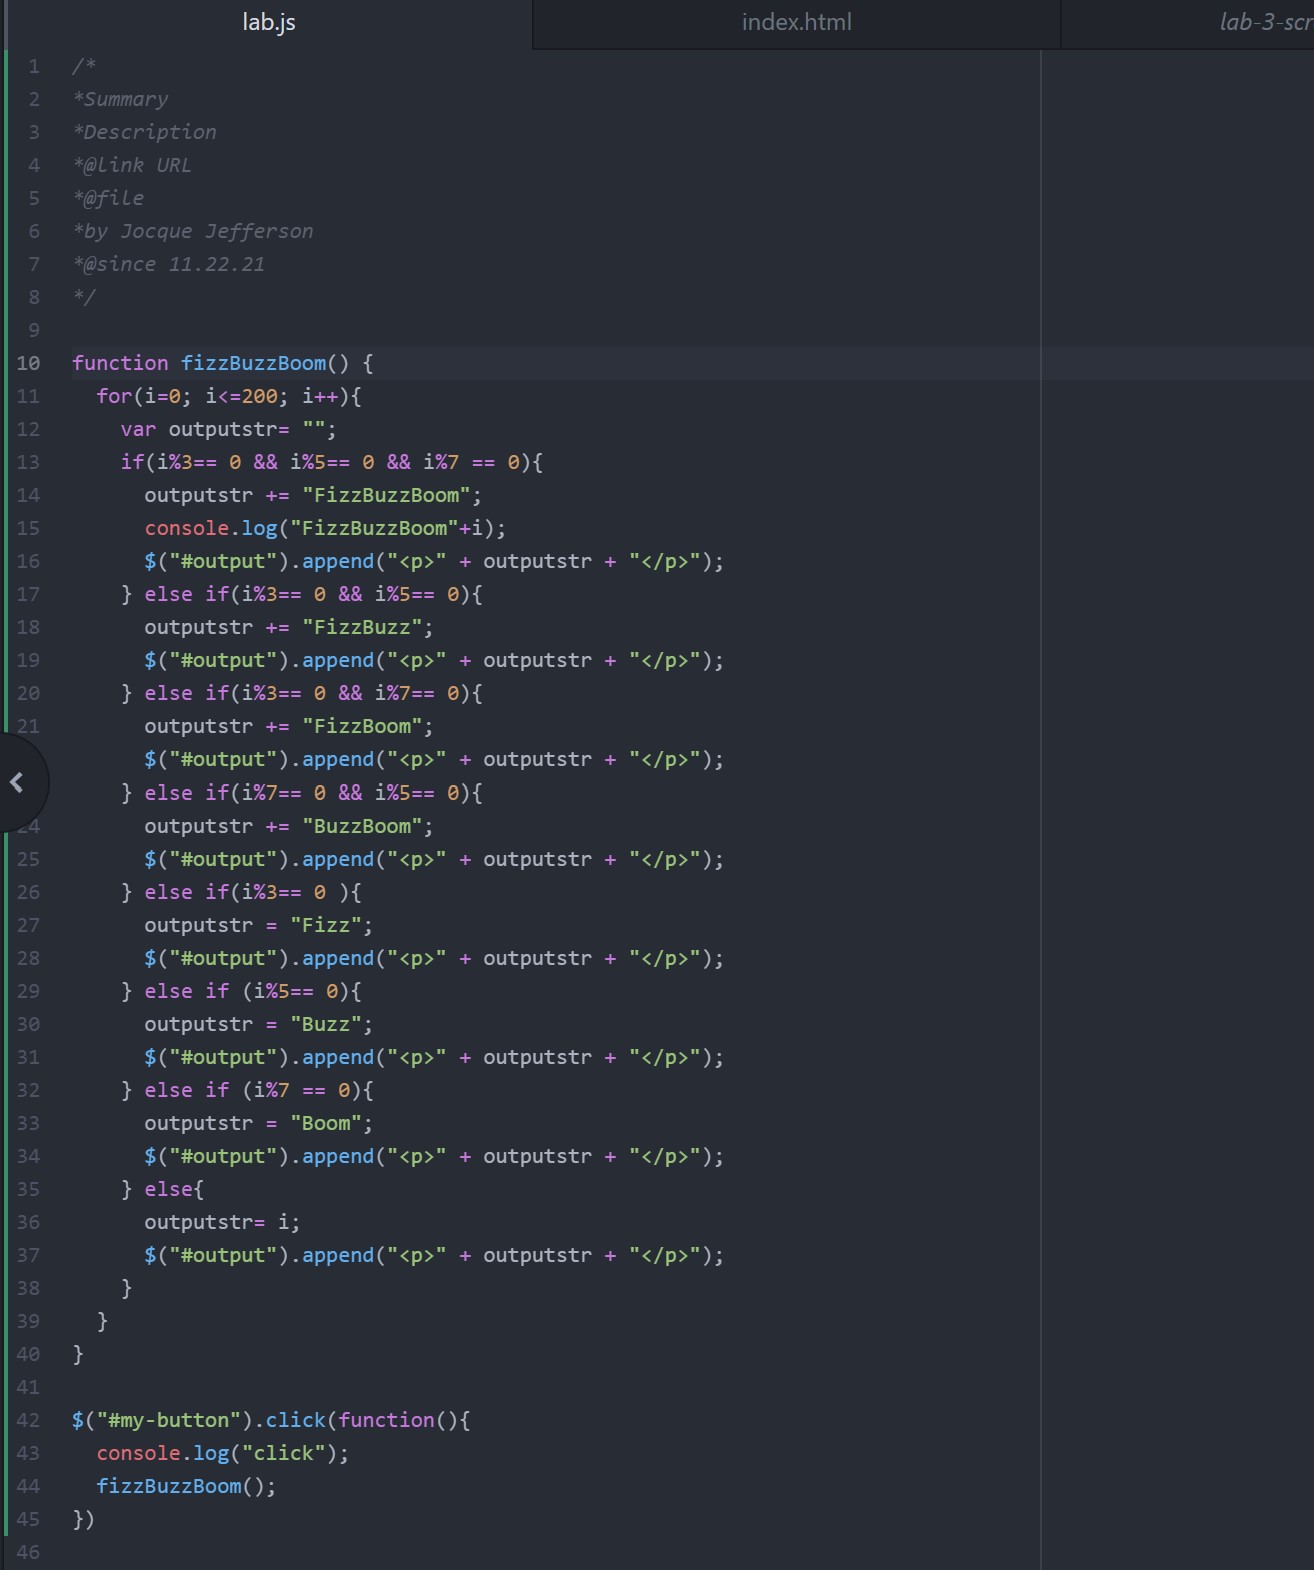 lab.js index.html lab-3-scr
1 /*
2 *Summary
3 *Description
4 *@link URL
5 *@file
6 *by Jocque Jefferson
7 *@since 11.22.21
8 */
9
10 function fizzBuzzBoom() {
11   for(i=0; i<=200; i++){
12     var outputstr= "";
13     if(i%3== 0 && i%5== 0 && i%7 == 0){
14       outputstr += "FizzBuzzBoom";
15       console.log("FizzBuzzBoom"+i);
16       $("#output").append("<p>" + outputstr + "</p>");
17     } else if(i%3== 0 && i%5== 0){
18       outputstr += "FizzBuzz";
19       $("#output").append("<p>" + outputstr + "</p>");
20     } else if(i%3== 0 && i%7== 0){
21       outputstr += "FizzBoom";
      $("#output").append("<p>" + outputstr + "</p>");
    } else if(i%7== 0 && i%5== 0){
24       outputstr += "BuzzBoom";
25       $("#output").append("<p>" + outputstr + "</p>");
26     } else if(i%3== 0 ){
27       outputstr = "Fizz";
28       $("#output").append("<p>" + outputstr + "</p>");
29     } else if (i%5== 0){
30       outputstr = "Buzz";
31       $("#output").append("<p>" + outputstr + "</p>");
32     } else if (i%7 == 0){
33       outputstr = "Boom";
34       $("#output").append("<p>" + outputstr + "</p>");
35     } else{
36       outputstr= i;
37       $("#output").append("<p>" + outputstr + "</p>");
38     }
39   }
40 }
41
42 $("#my-button").click(function(){
43   console.log("click");
44   fizzBuzzBoom();
45 })
46